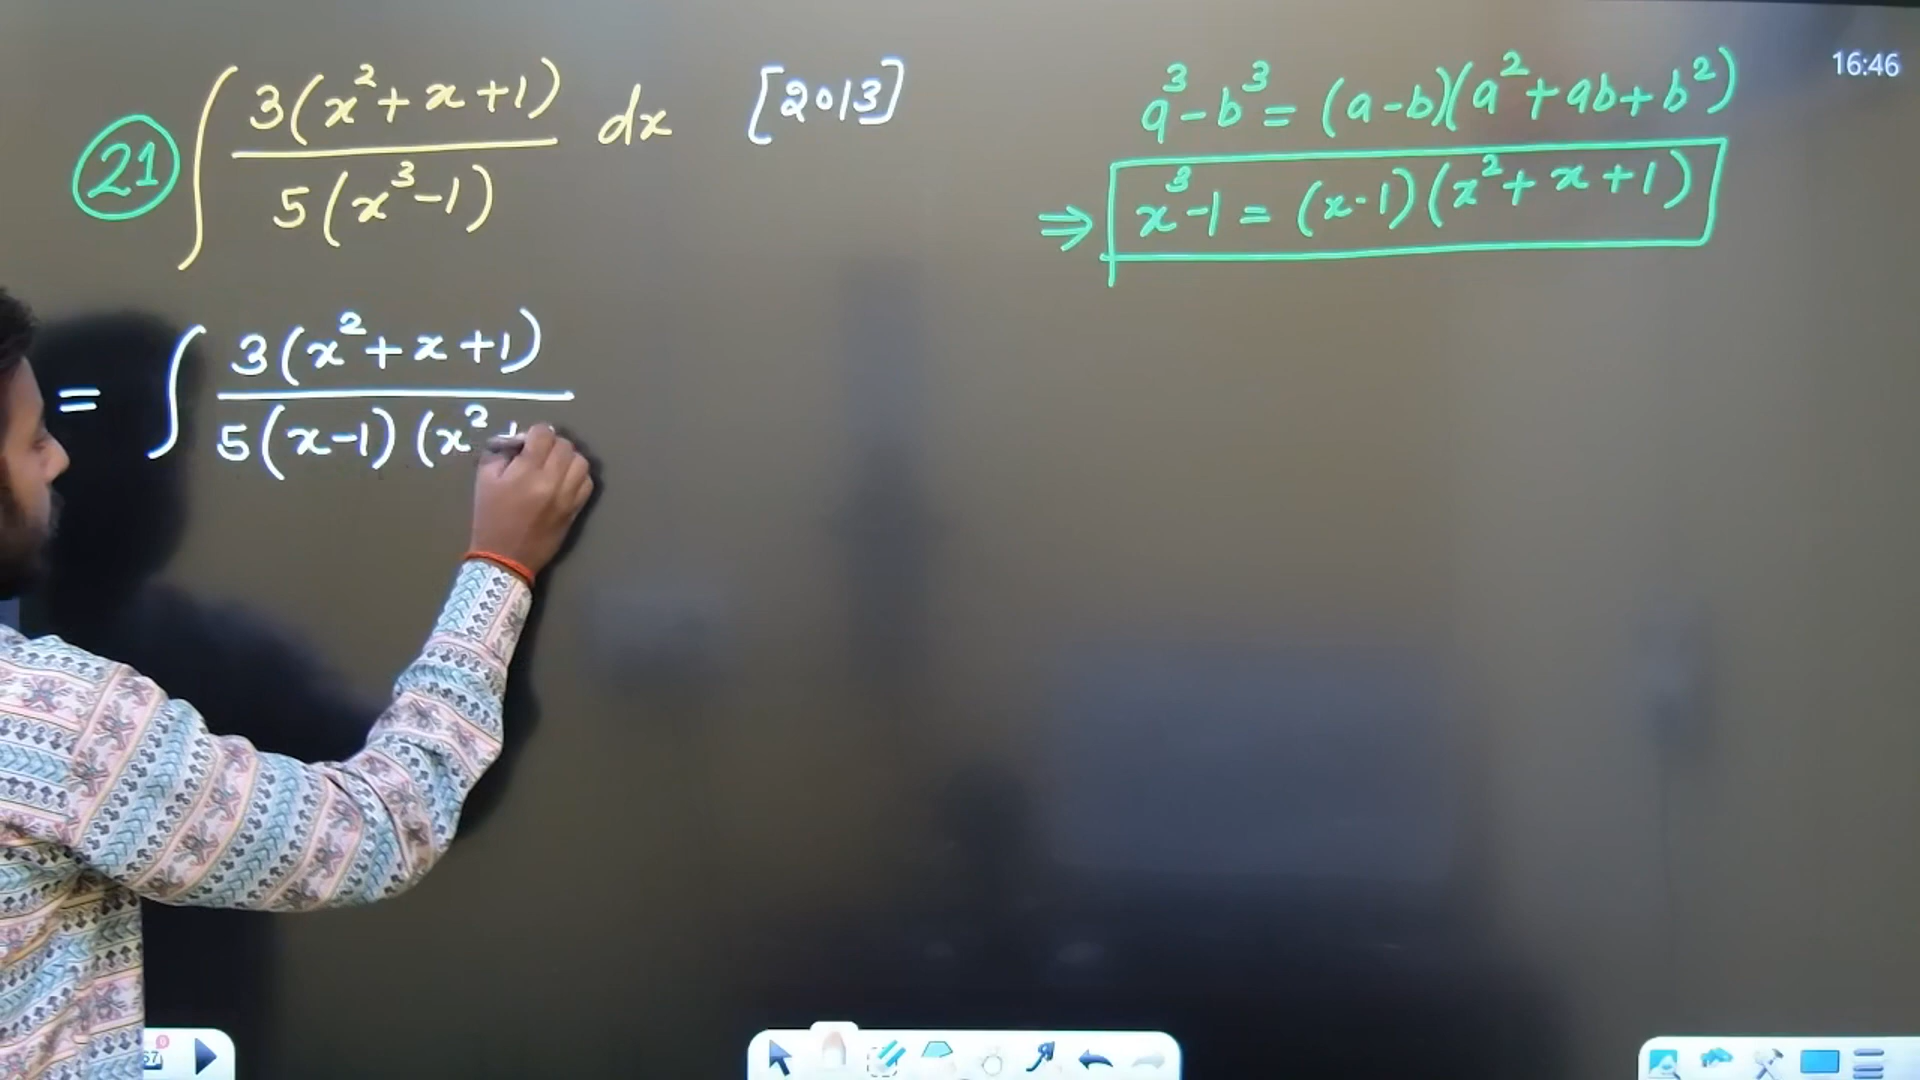 21 ∫ 3(x²+x+1) / 5(x³-1) dx [2013]
a³-b³ = (a-b)(a²+ab+b²)
⇒ x³-1 = (x-1)(x²+x+1)
16:46
= ∫ 3(x²+x+1) / 5(x-1)(x²+